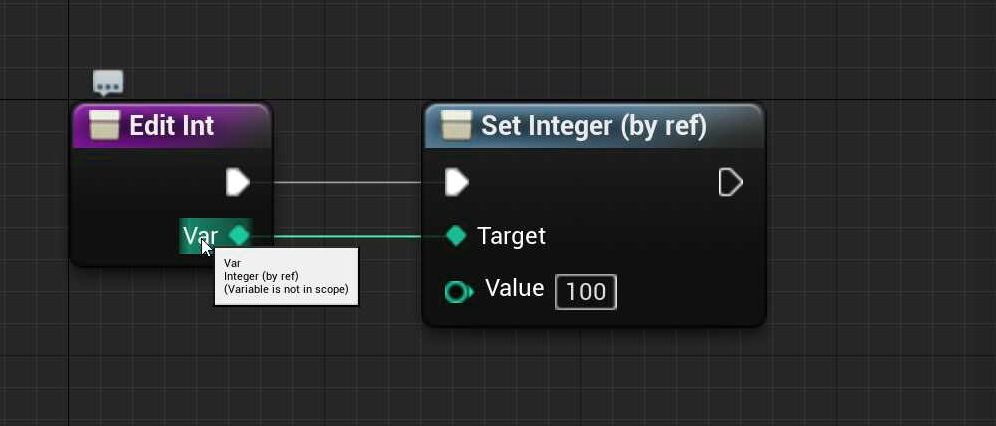 Edit Int
Set Integer (by ref)
Var
Target
Var
Integer (by ref)
(Variable is not in scope)
Value 100